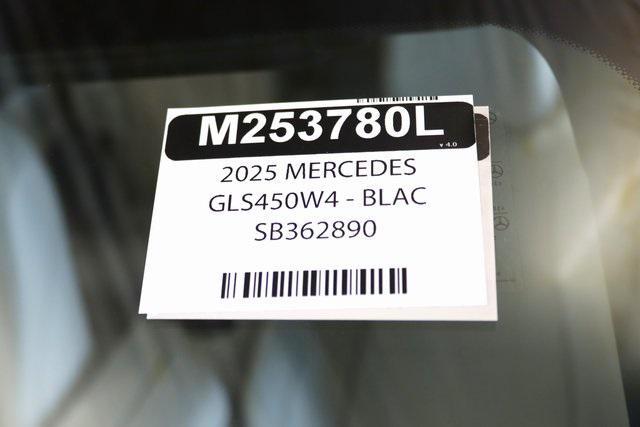 M253780L
v 4.0
2025 MERCEDES
GLS450W4 - BLAC
SB362890